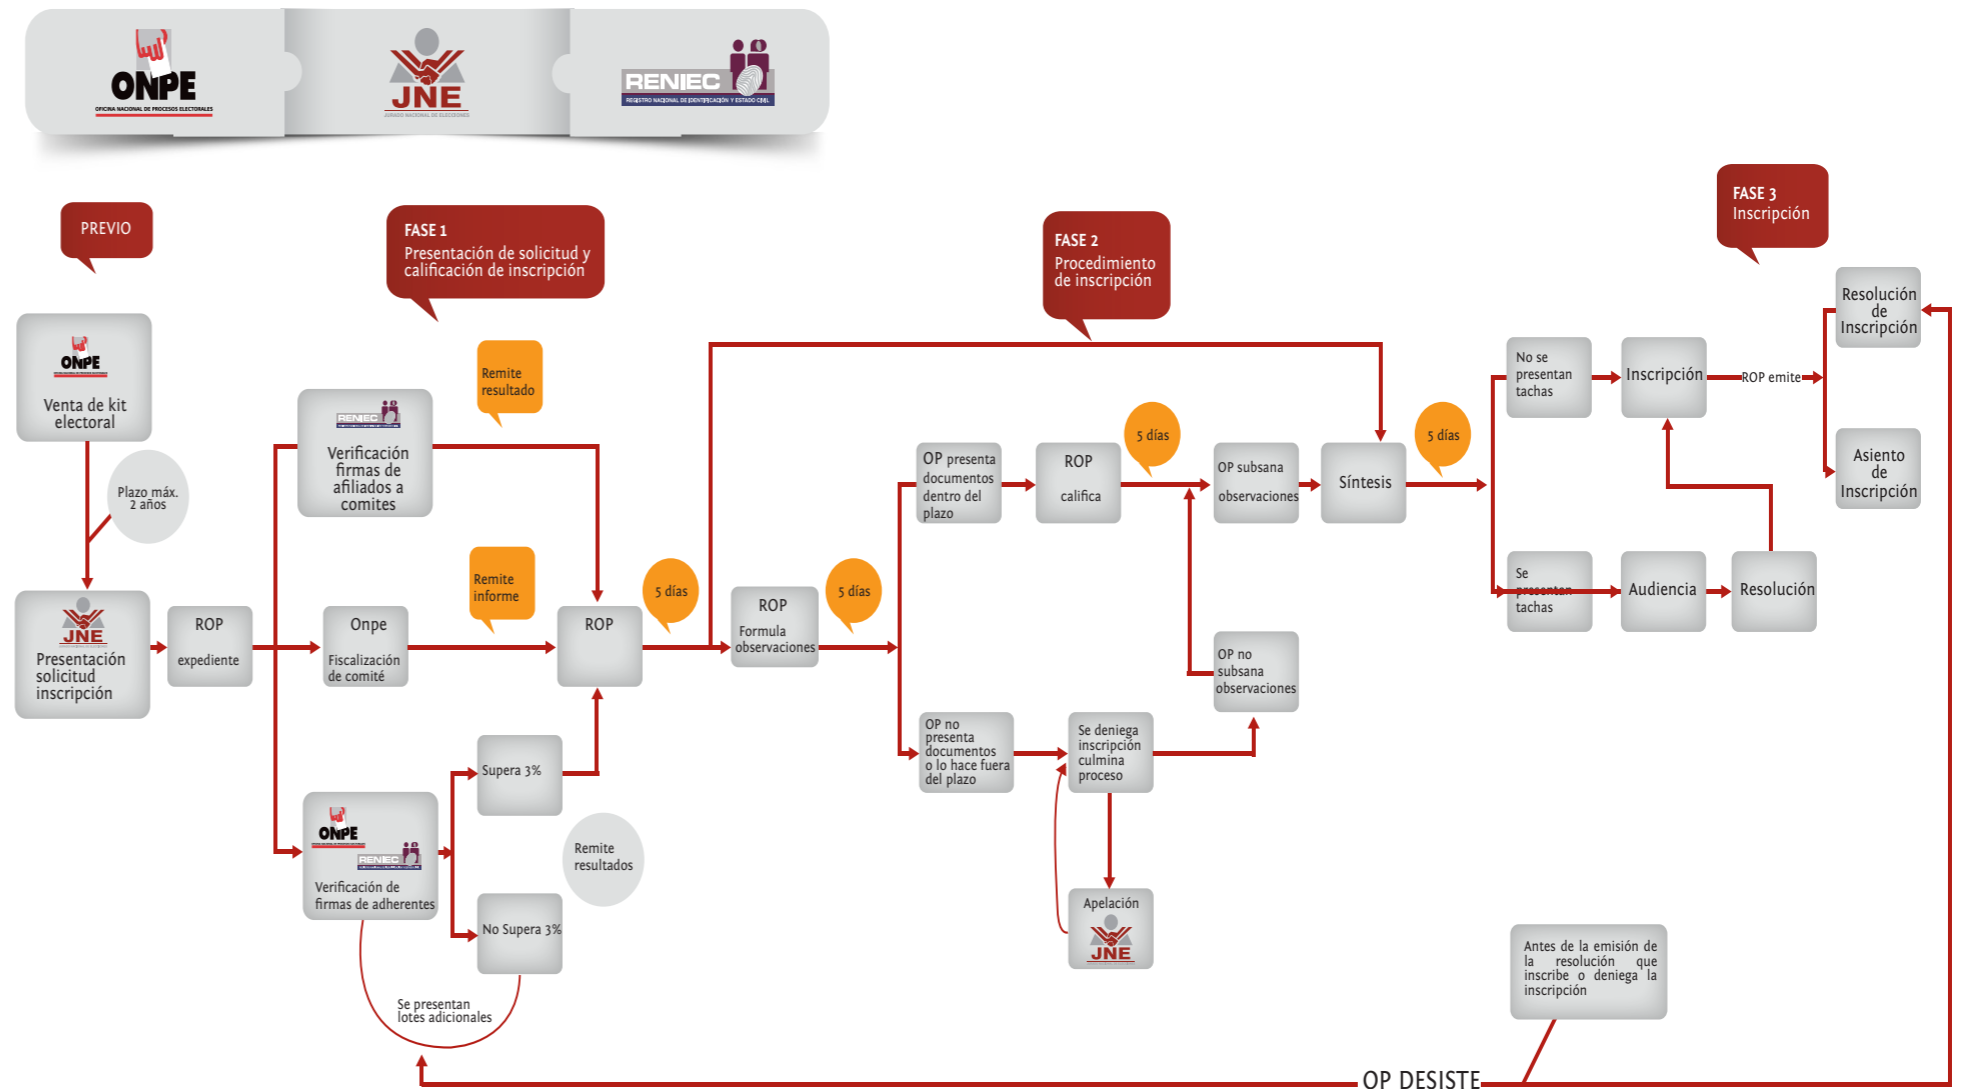 ONPE
OFICINA NACIONAL DE PROCESOS ELECTORALES
JNE
JURADO NACIONAL DE ELECCIONES
RENIEC
REGISTRO NACIONAL DE IDENTIFICACIÓN Y ESTADO CIVIL
PREVIO
FASE 1
Presentación de solicitud y
calificación de inscripción
FASE 2
Procedimiento
de inscripción
FASE 3
Inscripción
ONPE
Venta de kit
electoral
Plazo máx.
2 años
JNE
Presentación
solicitud
inscripción
ROP
expediente
RENIEC
Verificación
firmas de
afiliados a
comites
Remite
resultado
Onpe
Fiscalización
de comité
Remite
informe
ONPE
RENIEC
Verificación de
firmas de adherentes
Supera 3%
No Supera 3%
Remite
resultados
Se presentan
lotes adicionales
ROP
5 días
ROP
Formula
observaciones
5 días
OP presenta
documentos
dentro del
plazo
ROP
califica
5 días
OP subsana
observaciones
Síntesis
5 días
OP no
presenta
documentos
o lo hace fuera
del plazo
Se deniega
inscripción
culmina
proceso
OP no
subsana
observaciones
Apelación
JNE
No se
presentan
tachas
Inscripción
ROP emite
Resolución
de
Inscripción
Asiento
de
Inscripción
Se
presentan
tachas
Audiencia
Resolución
Antes de la emisión de
la resolución que
inscribe o deniega la
inscripción
OP DESISTE